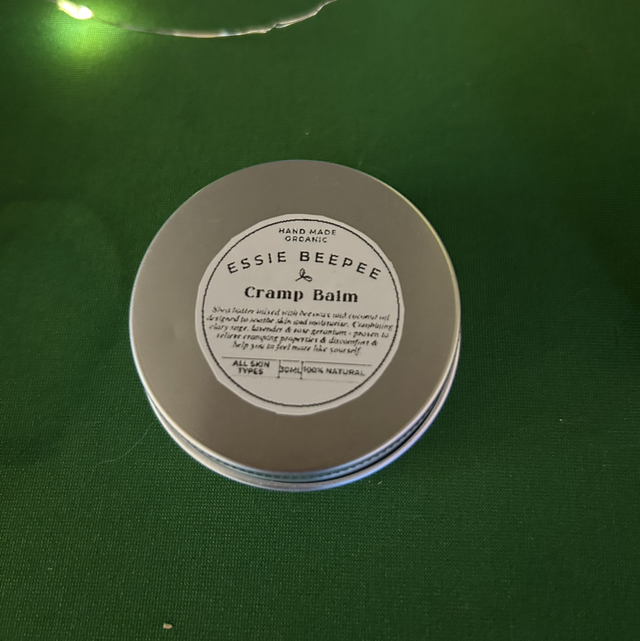 HAND MADE
ORGANIC
ESSIE BEEPEE
Cramp Balm
Shea butter mixed with beeswax and coconut oil
designed to soothe skin and moisturise. Combining
clary sage, lavender & rose geranium - proven to
relieve cramping properties & discomfort &
help you to feel more like yourself.
ALL SKIN
TYPES
30ML
100% NATURAL